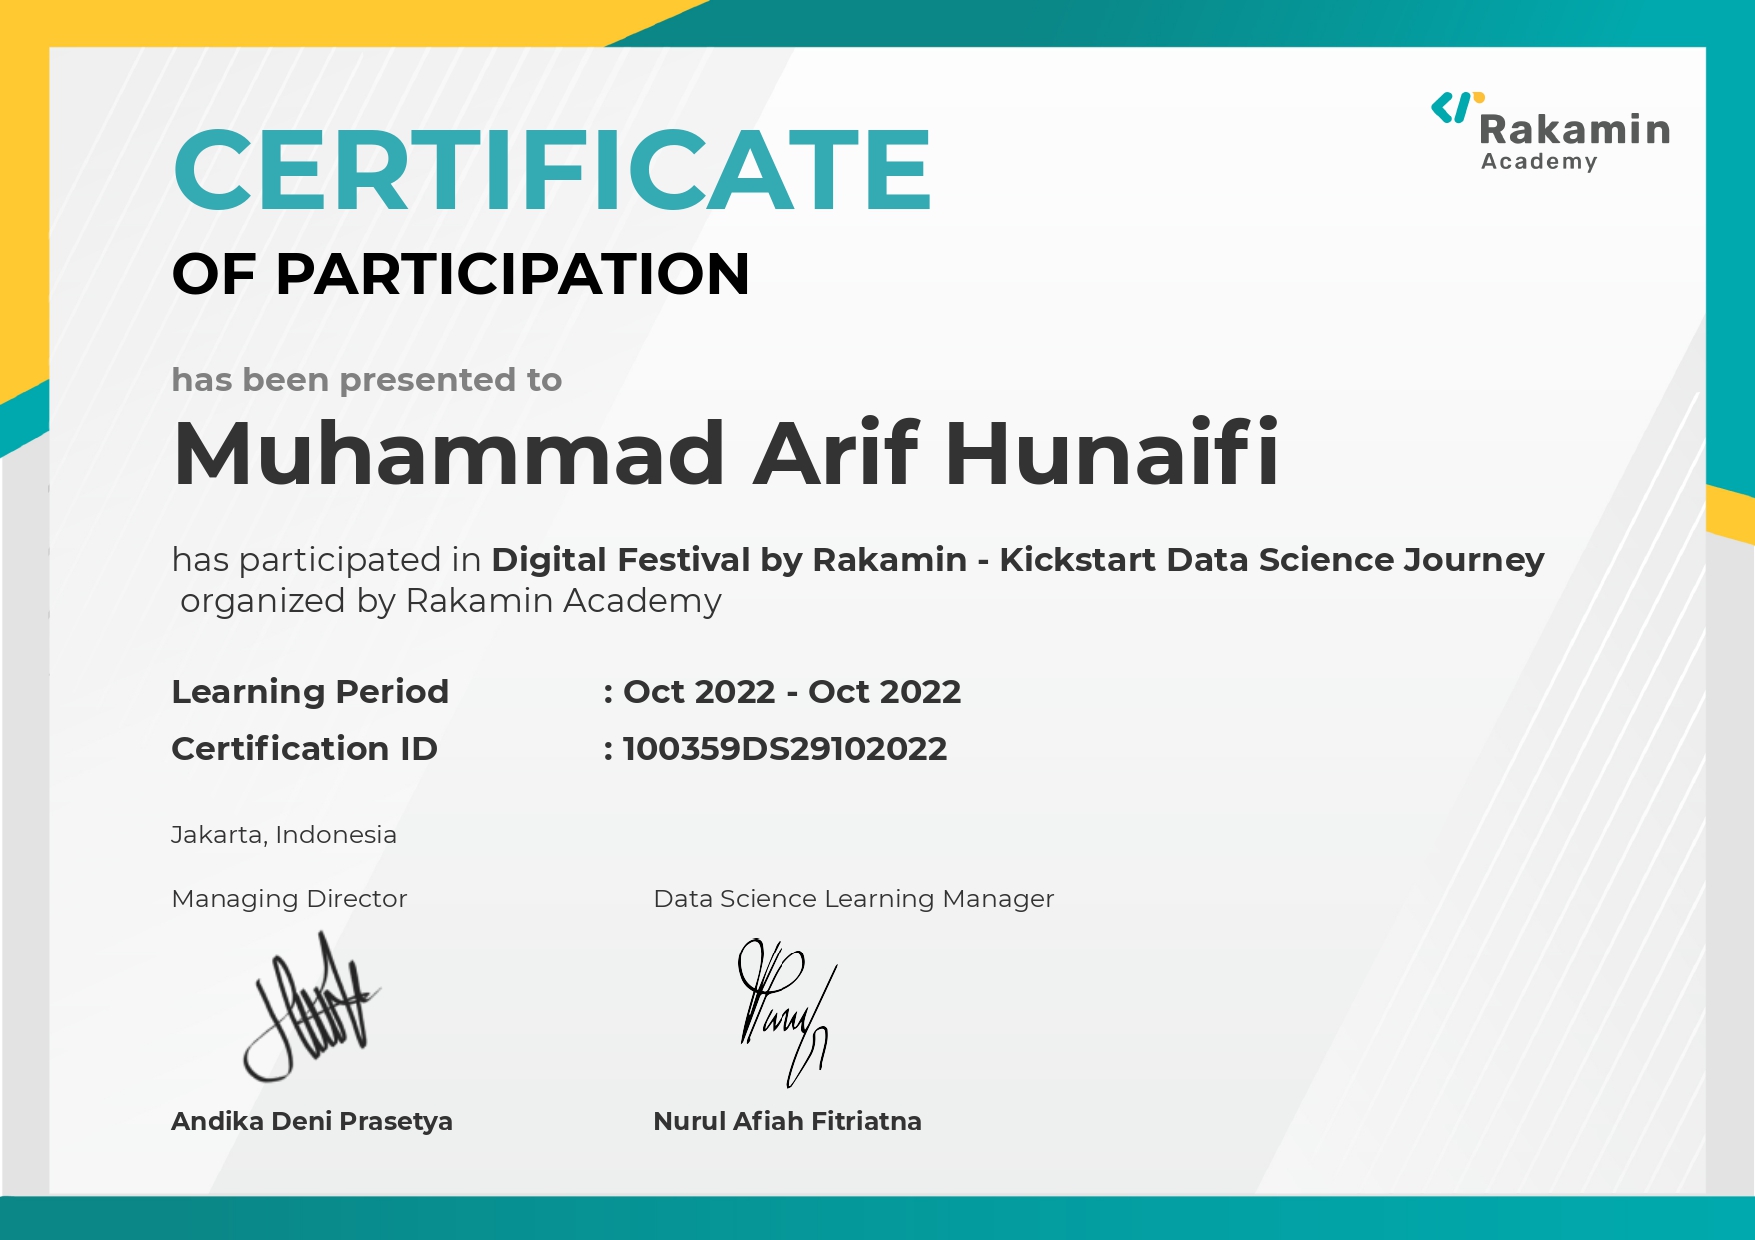 Rakamin
Academy
CERTIFICATE
OF PARTICIPATION
has been presented to
Muhammad Arif Hunaifi
has participated in Digital Festival by Rakamin - Kickstart Data Science Journey
organized by Rakamin Academy
Learning Period : Oct 2022 - Oct 2022
Certification ID : 100359DS29102022
Jakarta, Indonesia
Managing Director Data Science Learning Manager
Andika Deni Prasetya Nurul Afiah Fitriatna